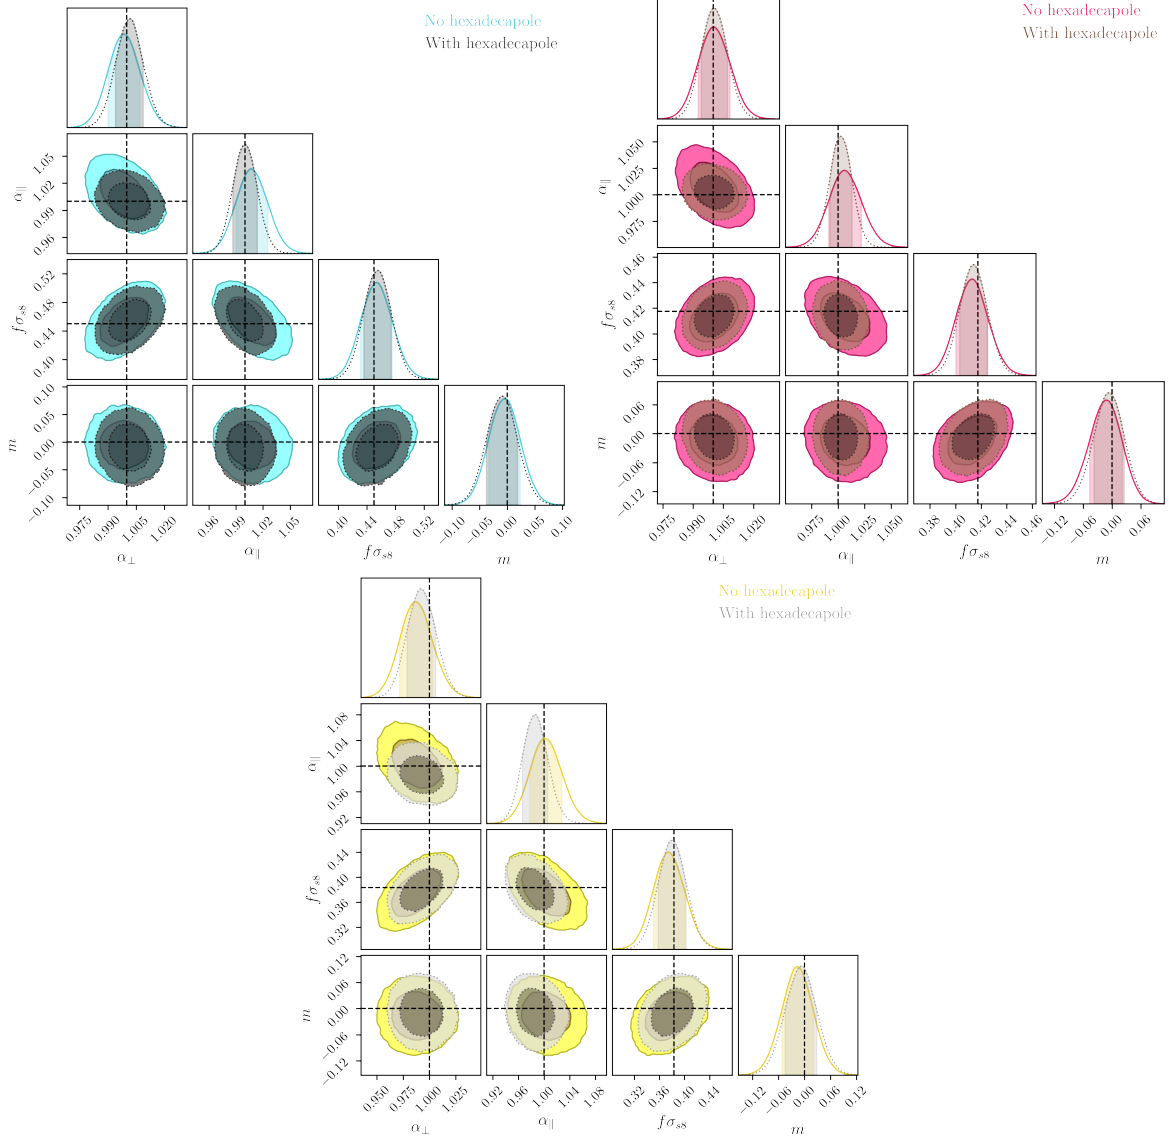 No hexadecapole
With hexadecapole
α∥
1.05
1.02
0.99
0.96
fσs8
0.52
0.48
0.44
0.40
m
0.10
0.05
0.00
−0.05
−0.10
0.975 0.990 1.005 1.020
0.96 0.99 1.02 1.05
0.40 0.44 0.48 0.52
−0.10 −0.05 0.00 0.05 0.10
α⊥ α∥ fσs8 m
No hexadecapole
With hexadecapole
α∥
1.050
1.025
1.000
0.975
fσs8
0.46
0.44
0.42
0.40
0.38
m
0.06
0.00
−0.06
−0.12
0.975 0.990 1.005 1.020
0.975 1.000 1.025 1.050
0.38 0.40 0.42 0.44 0.46
−0.12 −0.06 0.00 0.06
α⊥ α∥ fσs8 m
No hexadecapole
With hexadecapole
α∥
1.08
1.04
1.00
0.96
0.92
fσs8
0.44
0.40
0.36
0.32
m
0.12
0.06
0.00
−0.06
−0.12
0.950 0.975 1.000 1.025
0.92 0.96 1.00 1.04 1.08
0.32 0.36 0.40 0.44
−0.12 −0.06 0.00 0.06 0.12
α⊥ α∥ fσs8 m